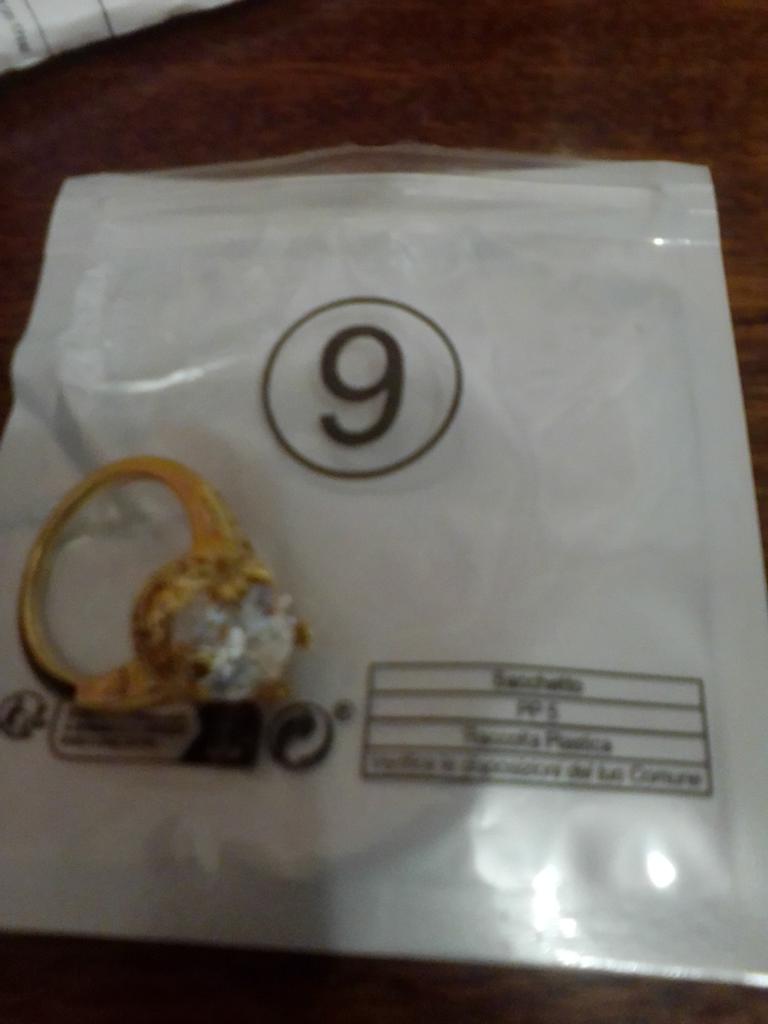 9
Sacchetto
PP 5
Raccolta Plastica
Verifica le disposizioni del tuo Comune